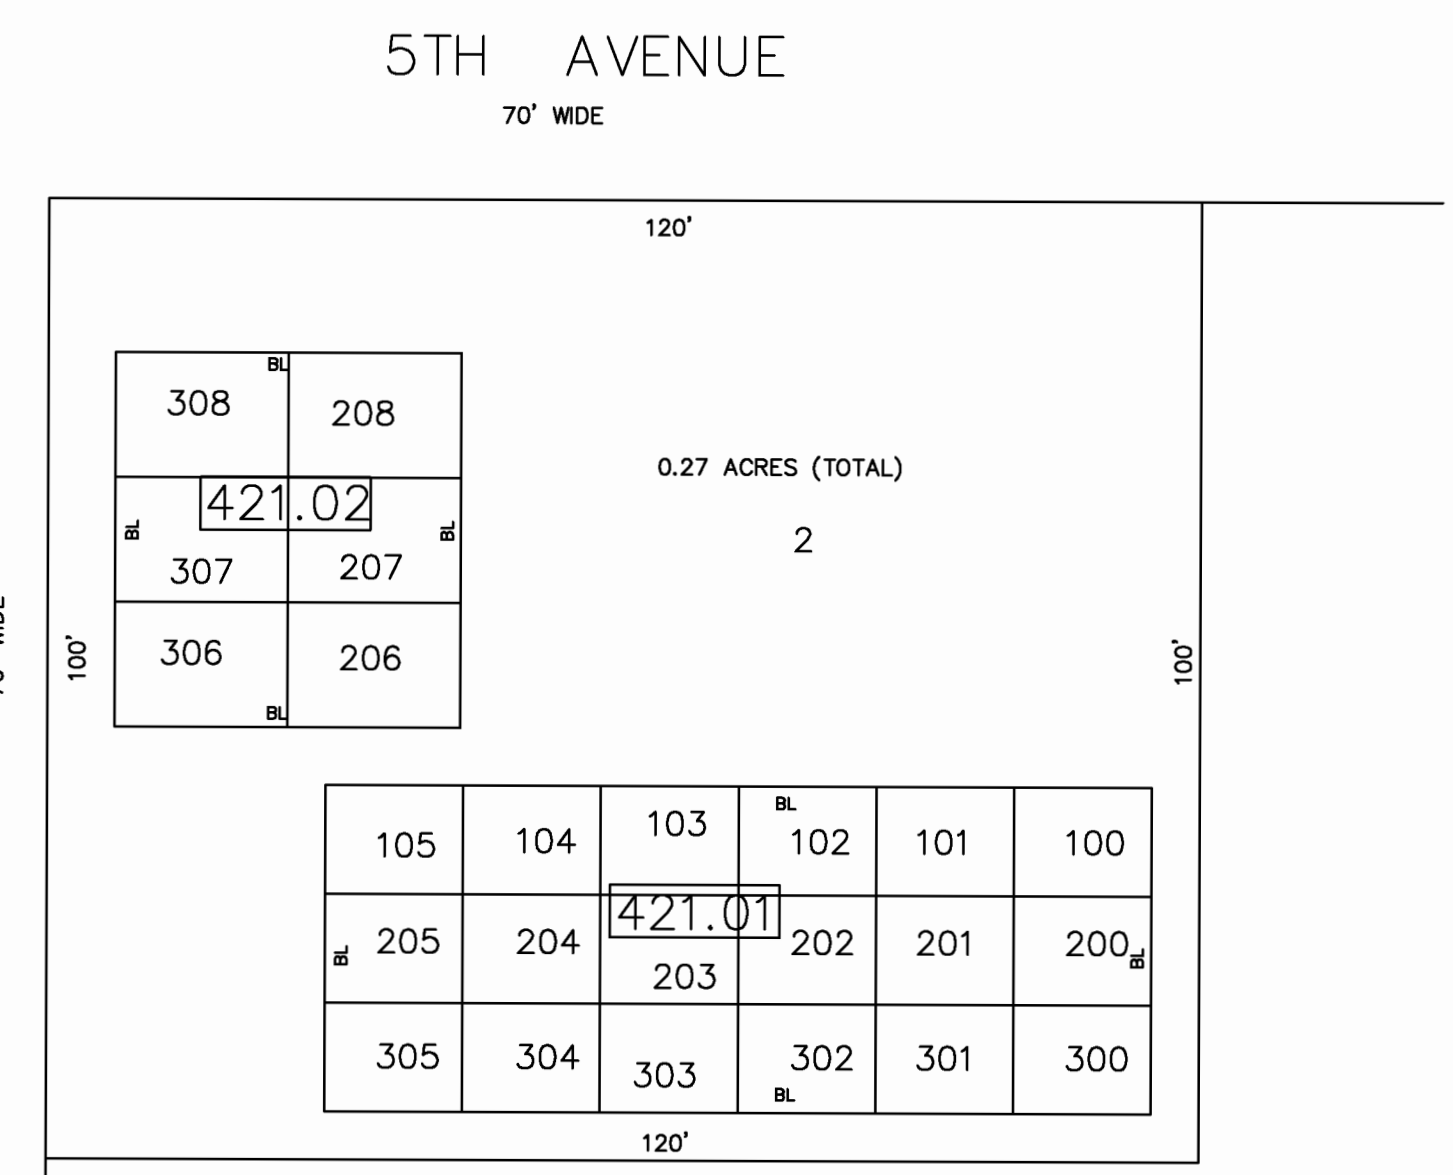 5TH AVENUE
70' WIDE
120'
BL
308 208
421.02
BL BL
307 207
306 206
BL
0.27 ACRES (TOTAL)
2
100'
100'
BL
105 104 103 102 101 100
421.01
BL 205 204 203 202 201 200 BL
305 304 303 302 301 300
BL
120'